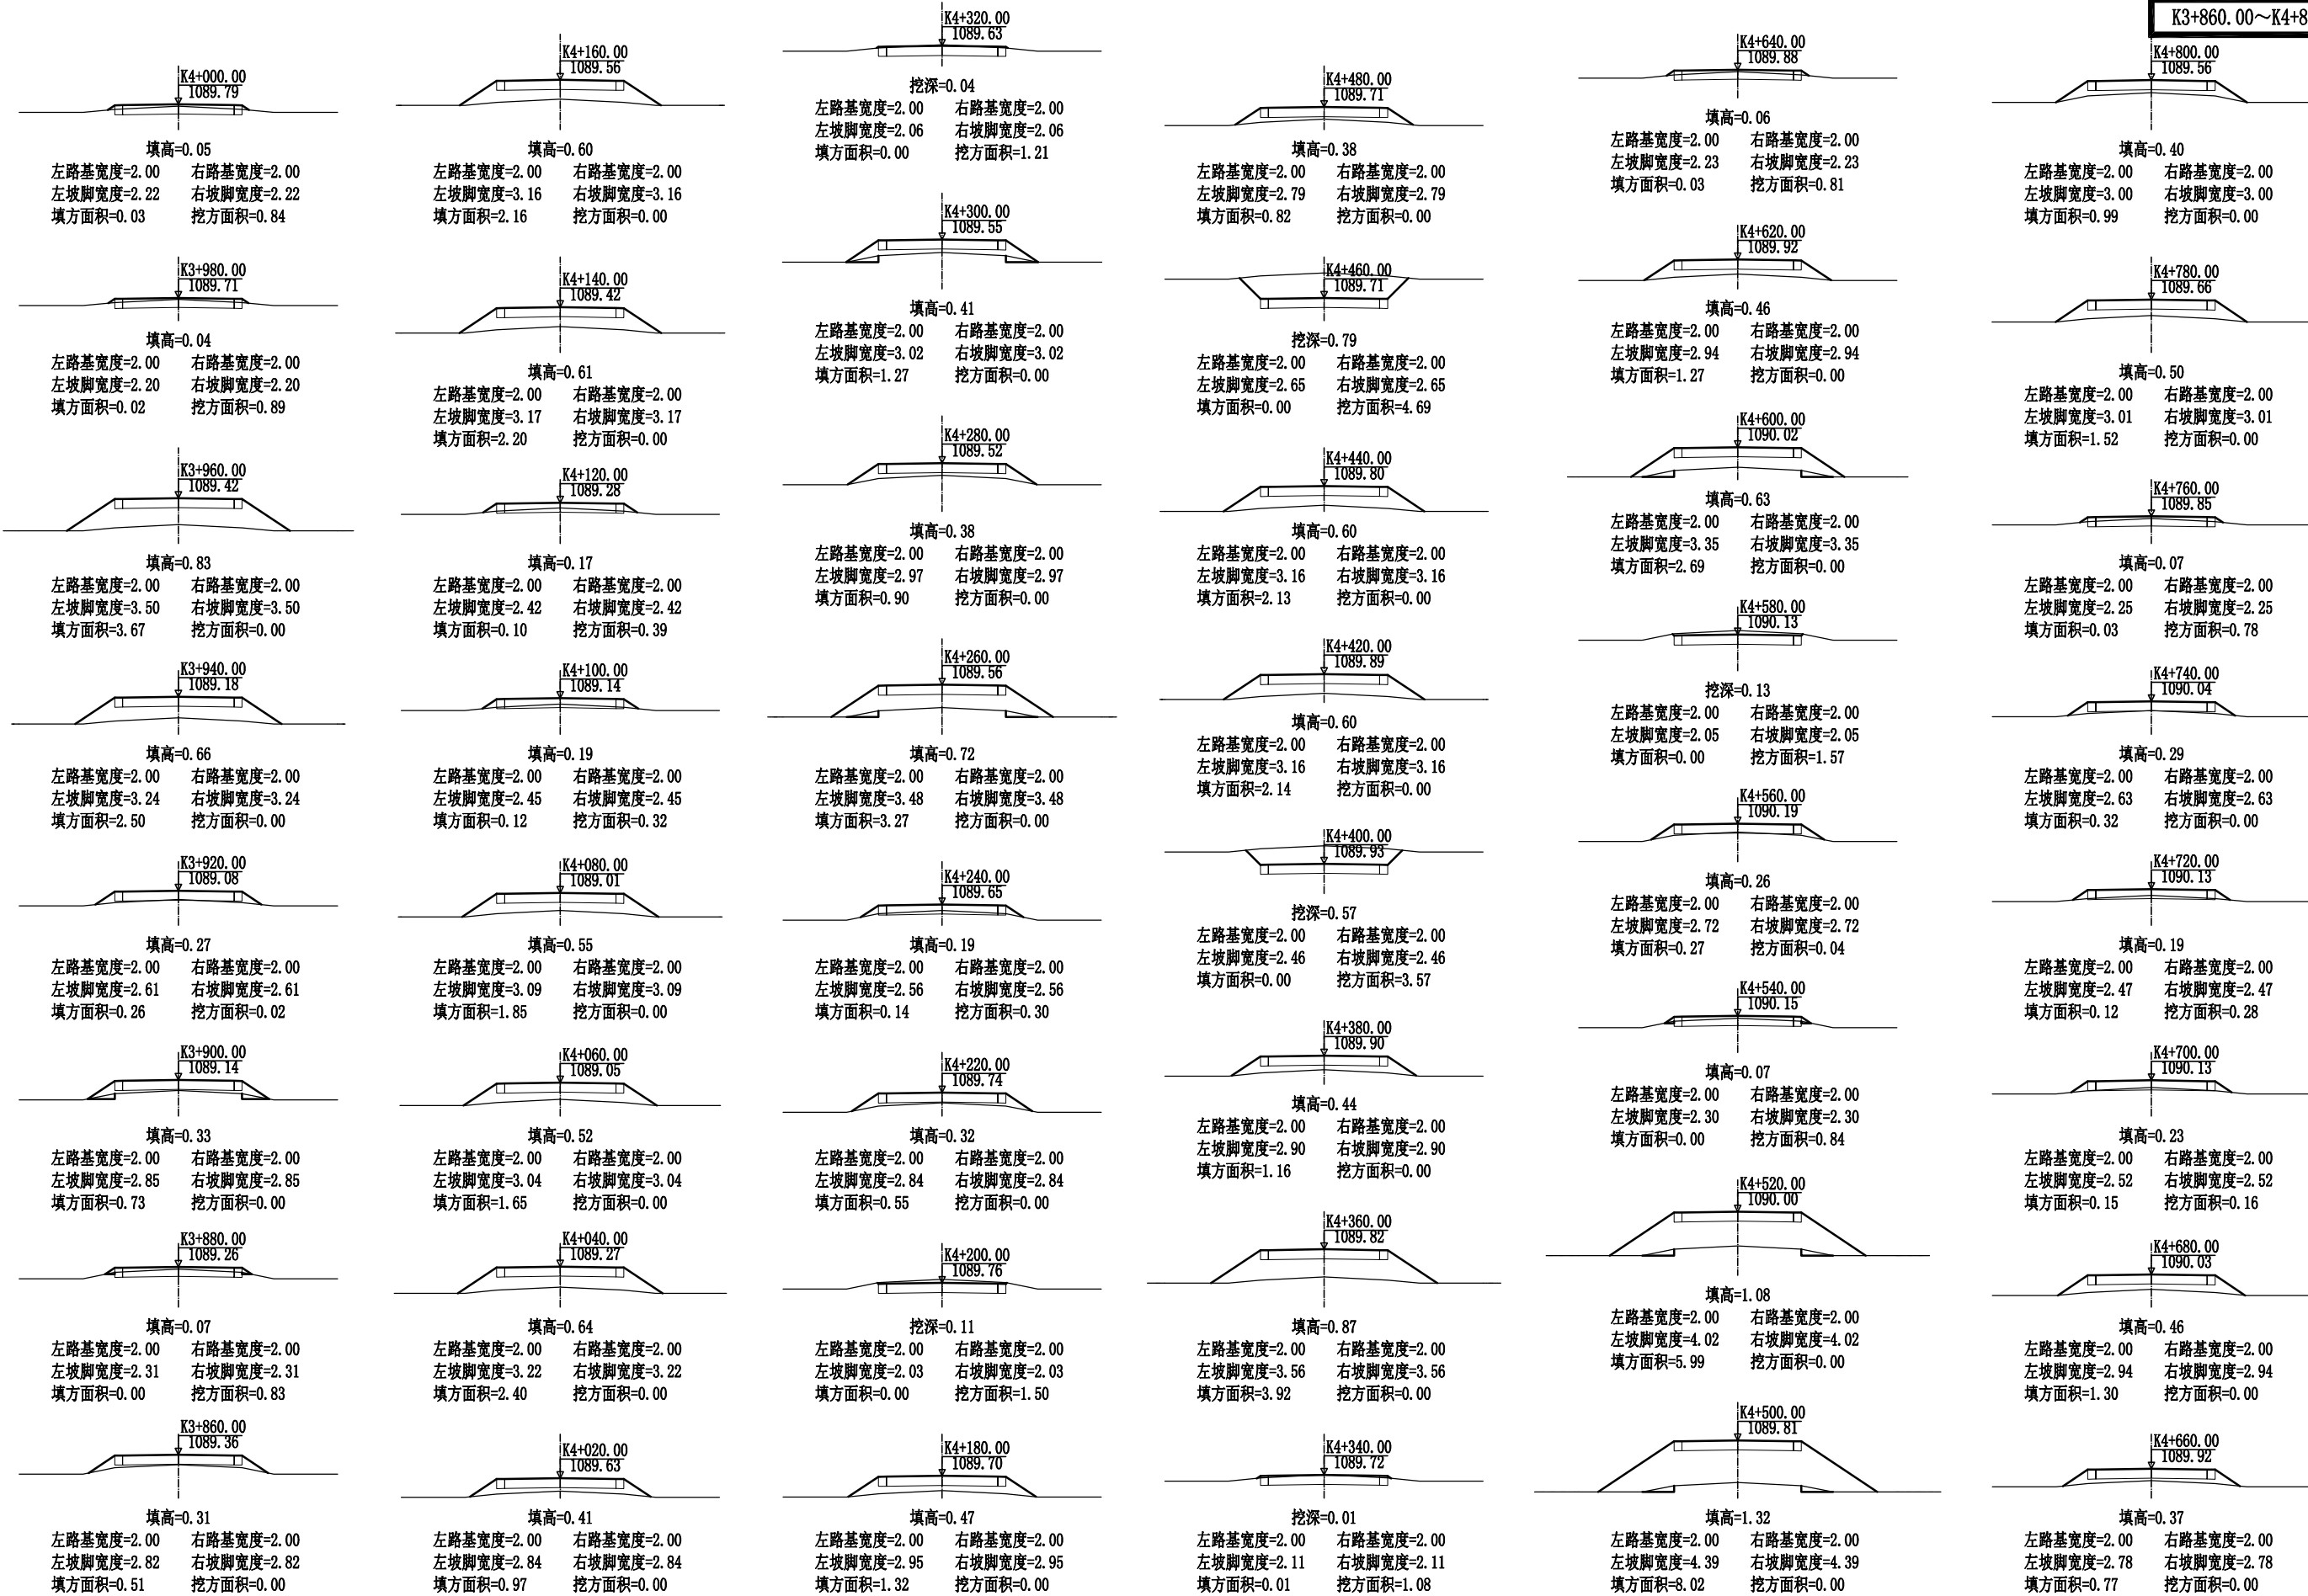 K3+860.00～K4+8
K4+000.00
1089.79
填高=0.05
左路基宽度=2.00 右路基宽度=2.00
左坡脚宽度=2.22 右坡脚宽度=2.22
填方面积=0.03 挖方面积=0.84
K3+980.00
1089.71
填高=0.04
左路基宽度=2.00 右路基宽度=2.00
左坡脚宽度=2.20 右坡脚宽度=2.20
填方面积=0.02 挖方面积=0.89
K3+960.00
1089.42
填高=0.83
左路基宽度=2.00 右路基宽度=2.00
左坡脚宽度=3.50 右坡脚宽度=3.50
填方面积=3.67 挖方面积=0.00
K3+940.00
1089.18
填高=0.66
左路基宽度=2.00 右路基宽度=2.00
左坡脚宽度=3.24 右坡脚宽度=3.24
填方面积=2.50 挖方面积=0.00
K3+920.00
1089.08
填高=0.27
左路基宽度=2.00 右路基宽度=2.00
左坡脚宽度=2.61 右坡脚宽度=2.61
填方面积=0.26 挖方面积=0.02
K3+900.00
1089.14
填高=0.33
左路基宽度=2.00 右路基宽度=2.00
左坡脚宽度=2.85 右坡脚宽度=2.85
填方面积=0.73 挖方面积=0.00
K3+880.00
1089.26
填高=0.07
左路基宽度=2.00 右路基宽度=2.00
左坡脚宽度=2.31 右坡脚宽度=2.31
填方面积=0.00 挖方面积=0.83
K3+860.00
1089.36
填高=0.31
左路基宽度=2.00 右路基宽度=2.00
左坡脚宽度=2.82 右坡脚宽度=2.82
填方面积=0.51 挖方面积=0.00
K4+160.00
1089.56
填高=0.60
左路基宽度=2.00 右路基宽度=2.00
左坡脚宽度=3.16 右坡脚宽度=3.16
填方面积=2.16 挖方面积=0.00
K4+140.00
1089.42
填高=0.61
左路基宽度=2.00 右路基宽度=2.00
左坡脚宽度=3.17 右坡脚宽度=3.17
填方面积=2.20 挖方面积=0.00
K4+120.00
1089.28
填高=0.17
左路基宽度=2.00 右路基宽度=2.00
左坡脚宽度=2.42 右坡脚宽度=2.42
填方面积=0.10 挖方面积=0.39
K4+100.00
1089.14
填高=0.19
左路基宽度=2.00 右路基宽度=2.00
左坡脚宽度=2.45 右坡脚宽度=2.45
填方面积=0.12 挖方面积=0.32
K4+080.00
1089.01
填高=0.55
左路基宽度=2.00 右路基宽度=2.00
左坡脚宽度=3.09 右坡脚宽度=3.09
填方面积=1.85 挖方面积=0.00
K4+060.00
1089.05
填高=0.52
左路基宽度=2.00 右路基宽度=2.00
左坡脚宽度=3.04 右坡脚宽度=3.04
填方面积=1.65 挖方面积=0.00
K4+040.00
1089.27
填高=0.64
左路基宽度=2.00 右路基宽度=2.00
左坡脚宽度=3.22 右坡脚宽度=3.22
填方面积=2.40 挖方面积=0.00
K4+020.00
1089.63
填高=0.41
左路基宽度=2.00 右路基宽度=2.00
左坡脚宽度=2.84 右坡脚宽度=2.84
填方面积=0.97 挖方面积=0.00
K4+320.00
1089.63
挖深=0.04
左路基宽度=2.00 右路基宽度=2.00
左坡脚宽度=2.06 右坡脚宽度=2.06
填方面积=0.00 挖方面积=1.21
K4+300.00
1089.55
填高=0.41
左路基宽度=2.00 右路基宽度=2.00
左坡脚宽度=3.02 右坡脚宽度=3.02
填方面积=1.27 挖方面积=0.00
K4+280.00
1089.52
填高=0.38
左路基宽度=2.00 右路基宽度=2.00
左坡脚宽度=2.97 右坡脚宽度=2.97
填方面积=0.90 挖方面积=0.00
K4+260.00
1089.56
填高=0.72
左路基宽度=2.00 右路基宽度=2.00
左坡脚宽度=3.48 右坡脚宽度=3.48
填方面积=3.27 挖方面积=0.00
K4+240.00
1089.65
填高=0.19
左路基宽度=2.00 右路基宽度=2.00
左坡脚宽度=2.56 右坡脚宽度=2.56
填方面积=0.14 挖方面积=0.30
K4+220.00
1089.74
填高=0.32
左路基宽度=2.00 右路基宽度=2.00
左坡脚宽度=2.84 右坡脚宽度=2.84
填方面积=0.55 挖方面积=0.00
K4+200.00
1089.76
挖深=0.11
左路基宽度=2.00 右路基宽度=2.00
左坡脚宽度=2.03 右坡脚宽度=2.03
填方面积=0.00 挖方面积=1.50
K4+180.00
1089.70
填高=0.47
左路基宽度=2.00 右路基宽度=2.00
左坡脚宽度=2.95 右坡脚宽度=2.95
填方面积=1.32 挖方面积=0.00
K4+480.00
1089.71
填高=0.38
左路基宽度=2.00 右路基宽度=2.00
左坡脚宽度=2.79 右坡脚宽度=2.79
填方面积=0.82 挖方面积=0.00
K4+460.00
1089.71
挖深=0.79
左路基宽度=2.00 右路基宽度=2.00
左坡脚宽度=2.65 右坡脚宽度=2.65
填方面积=0.00 挖方面积=4.69
K4+440.00
1089.80
填高=0.60
左路基宽度=2.00 右路基宽度=2.00
左坡脚宽度=3.16 右坡脚宽度=3.16
填方面积=2.13 挖方面积=0.00
K4+420.00
1089.89
填高=0.60
左路基宽度=2.00 右路基宽度=2.00
左坡脚宽度=3.16 右坡脚宽度=3.16
填方面积=2.14 挖方面积=0.00
K4+400.00
1089.93
挖深=0.57
左路基宽度=2.00 右路基宽度=2.00
左坡脚宽度=2.46 右坡脚宽度=2.46
填方面积=0.00 挖方面积=3.57
K4+380.00
1089.90
填高=0.44
左路基宽度=2.00 右路基宽度=2.00
左坡脚宽度=2.90 右坡脚宽度=2.90
填方面积=1.16 挖方面积=0.00
K4+360.00
1089.82
填高=0.87
左路基宽度=2.00 右路基宽度=2.00
左坡脚宽度=3.56 右坡脚宽度=3.56
填方面积=3.92 挖方面积=0.00
K4+340.00
1089.72
挖深=0.01
左路基宽度=2.00 右路基宽度=2.00
左坡脚宽度=2.11 右坡脚宽度=2.11
填方面积=0.01 挖方面积=1.08
K4+640.00
1089.88
填高=0.06
左路基宽度=2.00 右路基宽度=2.00
左坡脚宽度=2.23 右坡脚宽度=2.23
填方面积=0.03 挖方面积=0.81
K4+620.00
1089.92
填高=0.46
左路基宽度=2.00 右路基宽度=2.00
左坡脚宽度=2.94 右坡脚宽度=2.94
填方面积=1.27 挖方面积=0.00
K4+600.00
1090.02
填高=0.63
左路基宽度=2.00 右路基宽度=2.00
左坡脚宽度=3.35 右坡脚宽度=3.35
填方面积=2.69 挖方面积=0.00
K4+580.00
1090.13
挖深=0.13
左路基宽度=2.00 右路基宽度=2.00
左坡脚宽度=2.05 右坡脚宽度=2.05
填方面积=0.00 挖方面积=1.57
K4+560.00
1090.19
填高=0.26
左路基宽度=2.00 右路基宽度=2.00
左坡脚宽度=2.72 右坡脚宽度=2.72
填方面积=0.27 挖方面积=0.04
K4+540.00
1090.15
填高=0.07
左路基宽度=2.00 右路基宽度=2.00
左坡脚宽度=2.30 右坡脚宽度=2.30
填方面积=0.00 挖方面积=0.84
K4+520.00
1090.00
填高=1.08
左路基宽度=2.00 右路基宽度=2.00
左坡脚宽度=4.02 右坡脚宽度=4.02
填方面积=5.99 挖方面积=0.00
K4+500.00
1089.81
填高=1.32
左路基宽度=2.00 右路基宽度=2.00
左坡脚宽度=4.39 右坡脚宽度=4.39
填方面积=8.02 挖方面积=0.00
K4+800.00
1089.56
填高=0.40
左路基宽度=2.00 右路基宽度=2.00
左坡脚宽度=3.00 右坡脚宽度=3.00
填方面积=0.99 挖方面积=0.00
K4+780.00
1089.66
填高=0.50
左路基宽度=2.00 右路基宽度=2.00
左坡脚宽度=3.01 右坡脚宽度=3.01
填方面积=1.52 挖方面积=0.00
K4+760.00
1089.85
填高=0.07
左路基宽度=2.00 右路基宽度=2.00
左坡脚宽度=2.25 右坡脚宽度=2.25
填方面积=0.03 挖方面积=0.78
K4+740.00
1090.04
填高=0.29
左路基宽度=2.00 右路基宽度=2.00
左坡脚宽度=2.63 右坡脚宽度=2.63
填方面积=0.32 挖方面积=0.00
K4+720.00
1090.13
填高=0.19
左路基宽度=2.00 右路基宽度=2.00
左坡脚宽度=2.47 右坡脚宽度=2.47
填方面积=0.12 挖方面积=0.28
K4+700.00
1090.13
填高=0.23
左路基宽度=2.00 右路基宽度=2.00
左坡脚宽度=2.52 右坡脚宽度=2.52
填方面积=0.15 挖方面积=0.16
K4+680.00
1090.03
填高=0.46
左路基宽度=2.00 右路基宽度=2.00
左坡脚宽度=2.94 右坡脚宽度=2.94
填方面积=1.30 挖方面积=0.00
K4+660.00
1089.92
填高=0.37
左路基宽度=2.00 右路基宽度=2.00
左坡脚宽度=2.78 右坡脚宽度=2.78
填方面积=0.77 挖方面积=0.00